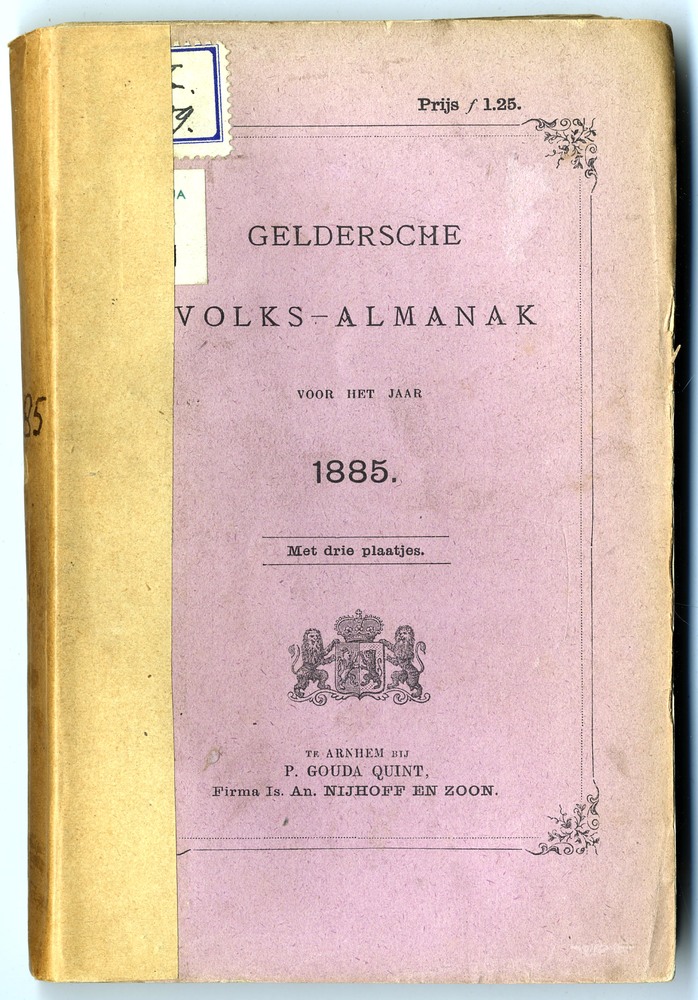 Prijs ƒ 1.25.
GELDERSCHE
VOLKS-ALMANAK
VOOR HET JAAR
1885.
Met drie plaatjes.
TE ARNHEM BIJ
P. GOUDA QUINT,
Firma Is. An. NIJHOFF EN ZOON.